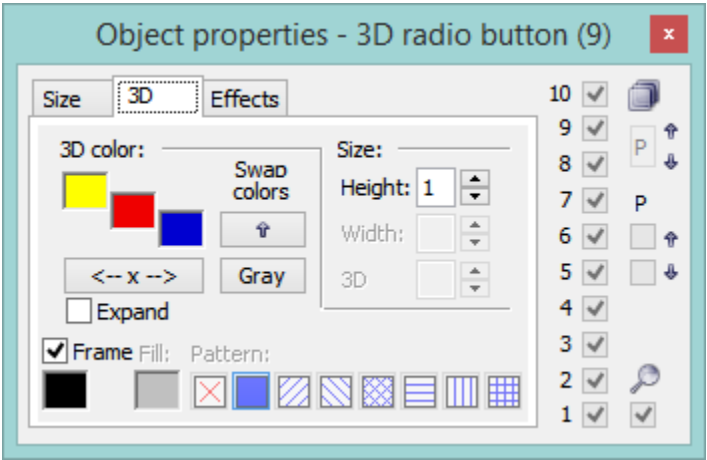 Object properties - 3D radio button (9) x
Size 3D Effects
3D color:
Swap
colors
<-- x -->
Gray
Expand
Size:
Height: 1
Width:
3D
Frame Fill: Pattern:
10
9
8
7
6
5
4
3
2
1
P
P